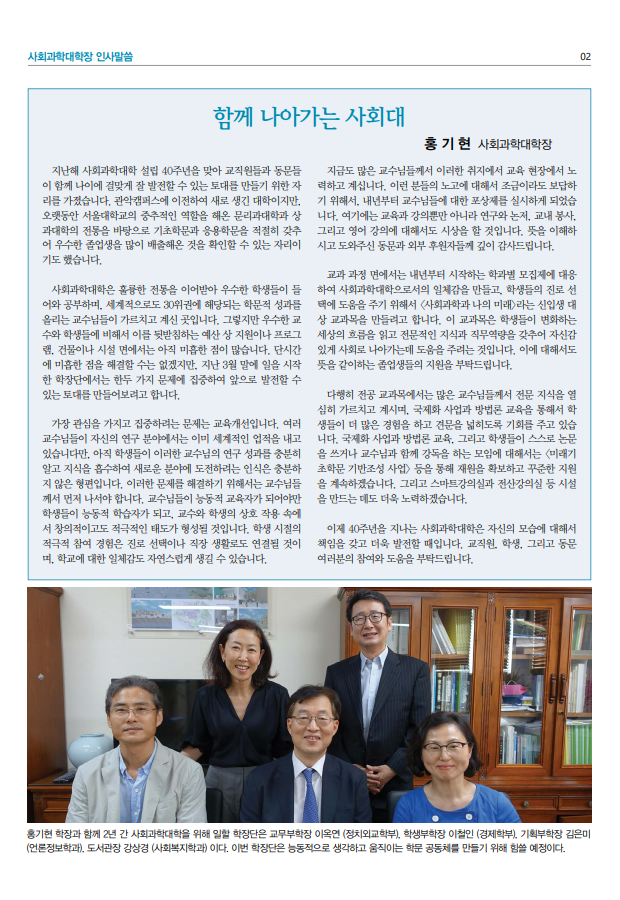 사회과학대학장 인사말씀
02
함께 나아가는 사회대
홍 기 현 사회과학대학장
지난해 사회과학대학 설립 40주년을 맞아 교직원들과 동문들
이 함께 나이에 걸맞게 잘 발전할 수 있는 토대를 만들기 위한 자
리를 가졌습니다. 관악캠퍼스에 이전하여 새로 생긴 대학이지만,
오랫동안 서울대학교의 중추적인 역할을 해온 문리과대학과 상
과대학의 전통을 바탕으로 기초학문과 응용학문을 적절히 갖추
어 우수한 졸업생을 많이 배출해온 것을 확인할 수 있는 자리이
기도 했습니다.
사회과학대학은 훌륭한 전통을 이어받아 우수한 학생들이 들
어와 공부하며, 세계적으로도 30위권에 해당되는 학문적 성과를
올리는 교수님들이 가르치고 계신 곳입니다. 그렇지만 우수한 교
수와 학생들에 비해서 이를 뒷받침하는 예산 상 지원이나 프로그
램, 건물이나 시설 면에서는 아직 미흡한 점이 많습니다. 단시간
에 미흡한 점을 해결할 수는 없겠지만, 지난 3월 말에 일을 시작
한 학장단에서는 한두 가지 문제에 집중하여 앞으로 발전할 수
있는 토대를 만들어보려고 합니다.
가장 관심을 가지고 집중하려는 문제는 교육개선입니다. 여러
교수님들이 자신의 연구 분야에서는 이미 세계적인 업적을 내고
있습니다만, 아직 학생들이 이러한 교수님의 연구 성과를 충분히
알고 지식을 흡수하여 새로운 분야에 도전하려는 인식은 충분하
지 않은 형편입니다. 이러한 문제를 해결하기 위해서는 교수님들
께서 먼저 나서야 합니다. 교수님들이 능동적 교육자가 되어야만
학생들이 능동적 학습자가 되고, 교수와 학생의 상호 작용 속에
서 창의적이고도 적극적인 태도가 형성될 것입니다. 학생 시절의
적극적 참여 경험은 진로 선택이나 직장 생활로도 연결될 것이
며, 학교에 대한 일체감도 자연스럽게 생길 수 있습니다.
지금도 많은 교수님들께서 이러한 취지에서 교육 현장에서 노
력하고 계십니다. 이런 분들의 노고에 대해서 조금이라도 보답하
기 위해서, 내년부터 교수님들에 대한 포상제를 실시하게 되었습
니다. 여기에는 교육과 강의뿐만 아니라 연구와 논저, 교내 봉사,
그리고 영어 강의에 대해서도 시상을 할 것입니다. 뜻을 이해하
시고 도와주신 동문과 외부 후원자들께 깊이 감사드립니다.
교과 과정 면에서는 내년부터 시작하는 학과별 모집제에 대응
하여 사회과학대학으로서의 일체감을 만들고, 학생들의 진로 선
택에 도움을 주기 위해서 〈사회과학과 나의 미래〉라는 신입생 대
상 교과목을 만들려고 합니다. 이 교과목은 학생들이 변화하는
세상의 흐름을 읽고 전문적인 지식과 직무역량을 갖추어 자신감
있게 사회로 나아가는데 도움을 주려는 것입니다. 이에 대해서도
뜻을 같이하는 졸업생들의 지원을 부탁드립니다.
다행히 전공 교과목에서는 많은 교수님들께서 전문 지식을 열
심히 가르치고 계시며, 국제화 사업과 방법론 교육을 통해서 학
생들이 더 많은 경험을 하고 견문을 넓히도록 기회를 주고 있습
니다. 국제화 사업과 방법론 교육, 그리고 학생들이 스스로 논문
을 쓰거나 교수님과 함께 강독을 하는 모임에 대해서는 〈미래기
초학문 기반조성 사업〉 등을 통해 재원을 확보하고 꾸준한 지원
을 계속하겠습니다. 그리고 스마트강의실과 전산강의실 등 시설
을 만드는 데도 더욱 노력하겠습니다.
이제 40주년을 지나는 사회과학대학은 자신의 모습에 대해서
책임을 갖고 더욱 발전할 때입니다. 교직원, 학생, 그리고 동문
여러분의 참여와 도움을 부탁드립니다.
홍기현 학장과 함께 2년 간 사회과학대학을 위해 일할 학장단은 교무부학장 이옥연 (정치외교학부), 학생부학장 이철인 (경제학부), 기획부학장 김은미
(언론정보학과), 도서관장 강상경 (사회복지학과) 이다. 이번 학장단은 능동적으로 생각하고 움직이는 학문 공동체를 만들기 위해 힘쓸 예정이다.